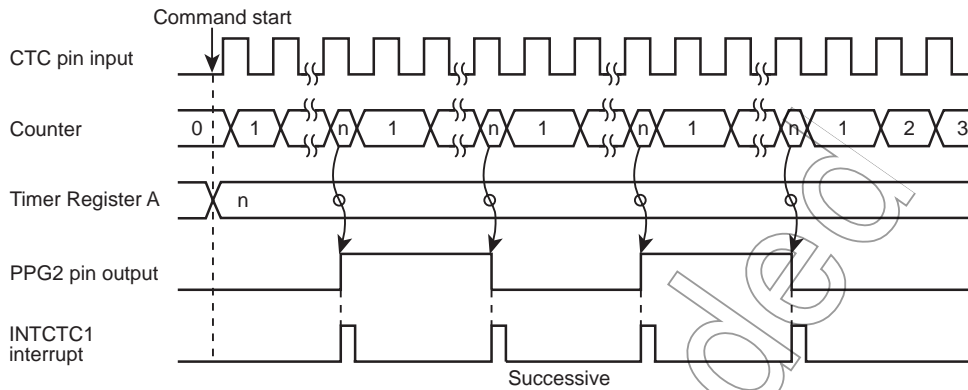 Command start
CTC pin input
Counter 0 1 n 1 n 1 n 1 n 1 2 3
Timer Register A n
PPG2 pin output
INTCTC1
interrupt
Successive